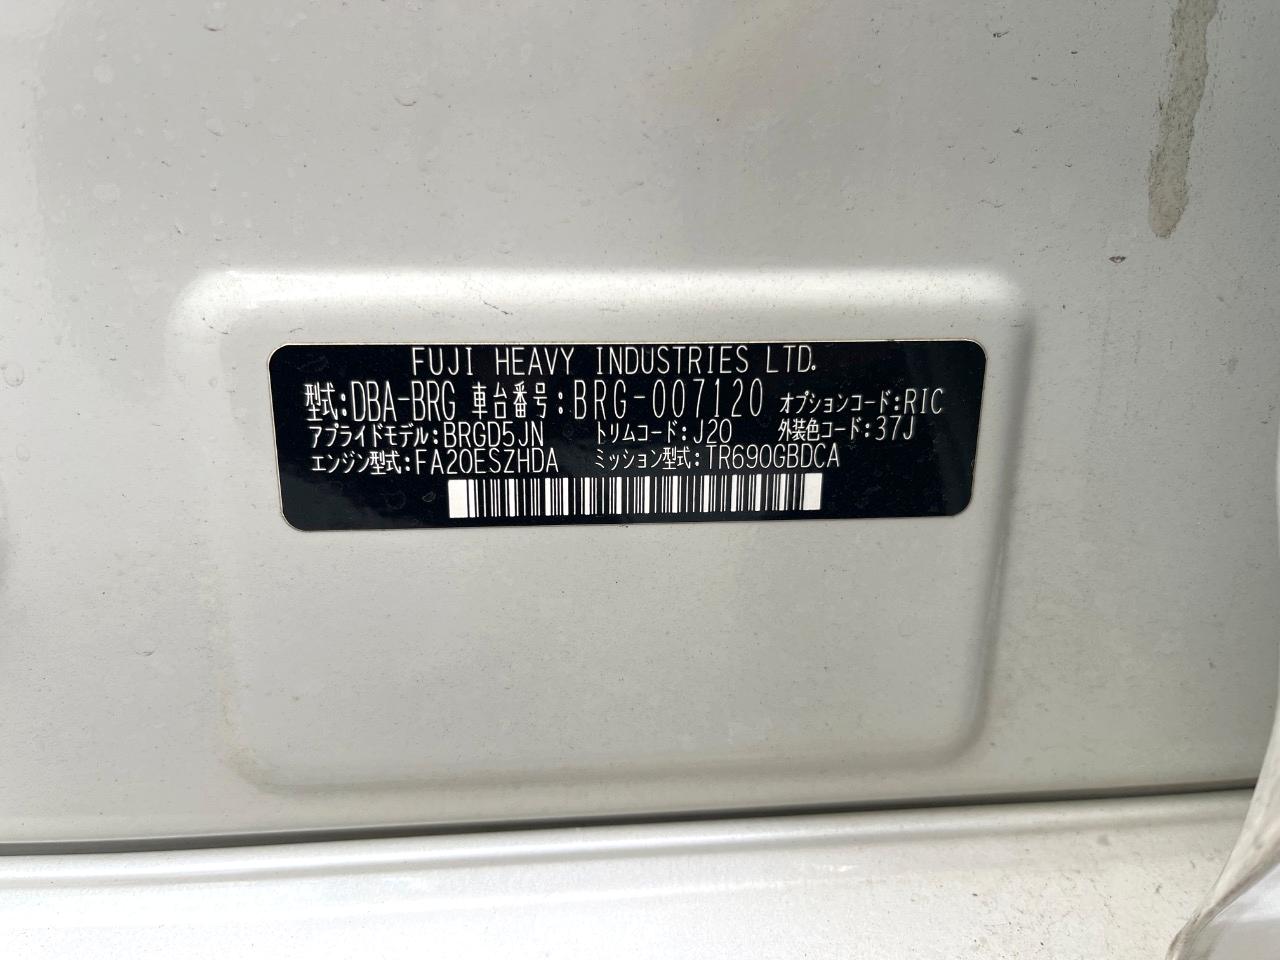 FUJI HEAVY INDUSTRIES LTD.
型式:DBA-BRG 車台番号:BRG-007120 オプションコード:RIC
アプライドモデル:BRGD5JN トリムコード:J20 外装色コード:37J
エンジン型式:FA20ESZHDA ミッション型式:TR690GBDCA